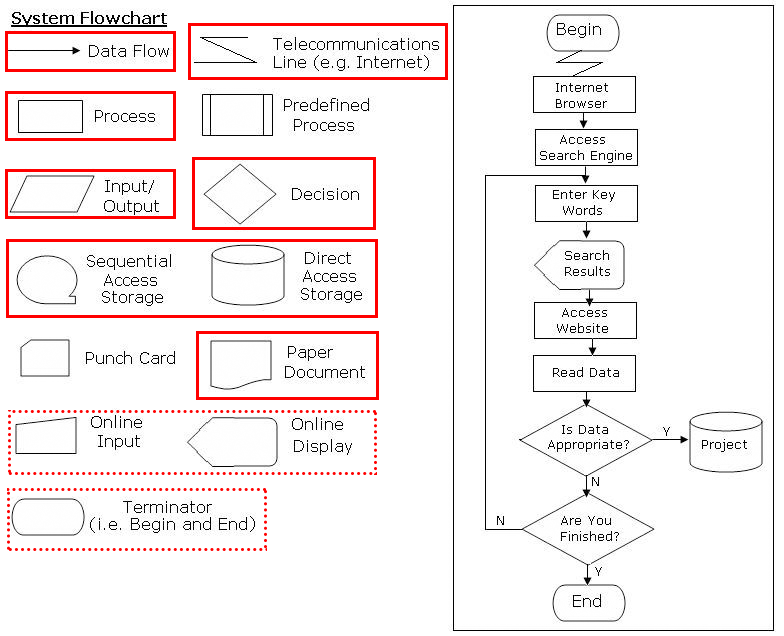 System Flowchart
Data Flow
Telecommunications
Line (e.g. Internet)
Process
Predefined
Process
Input/
Output
Decision
Sequential
Access
Storage
Direct
Access
Storage
Punch Card
Paper
Document
Online
Input
Online
Display
Terminator
(i.e. Begin and End)
Begin
Internet
Browser
Access
Search Engine
Enter Key
Words
Search
Results
Access
Website
Read Data
Is Data
Appropriate?
Y
Project
N
Are You
Finished?
N
Y
End